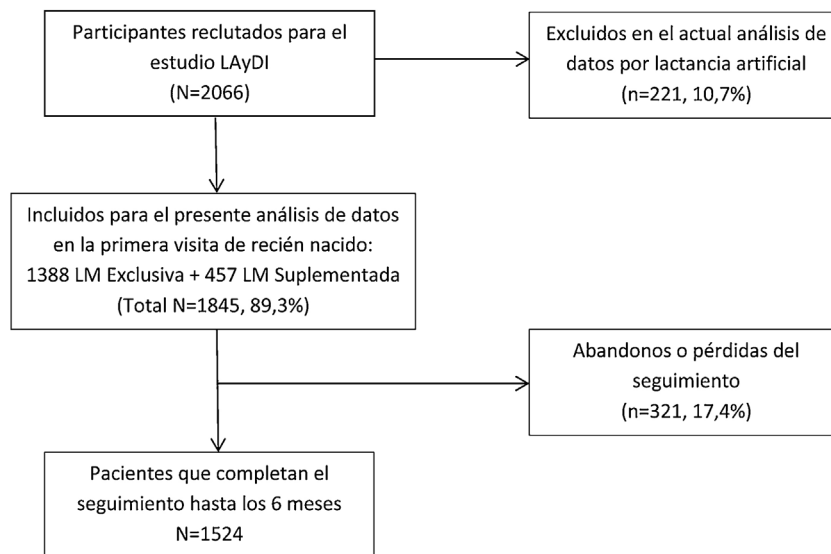 Participantes reclutados para el
estudio LAyDI
(N=2066)
Excluidos en el actual análisis de
datos por lactancia artificial
(n=221, 10,7%)
Incluidos para el presente análisis de datos
en la primera visita de recién nacido:
1388 LM Exclusiva + 457 LM Suplementada
(Total N=1845, 89,3%)
Abandonos o pérdidas del
seguimiento
(n=321, 17,4%)
Pacientes que completan el
seguimiento hasta los 6 meses
N=1524